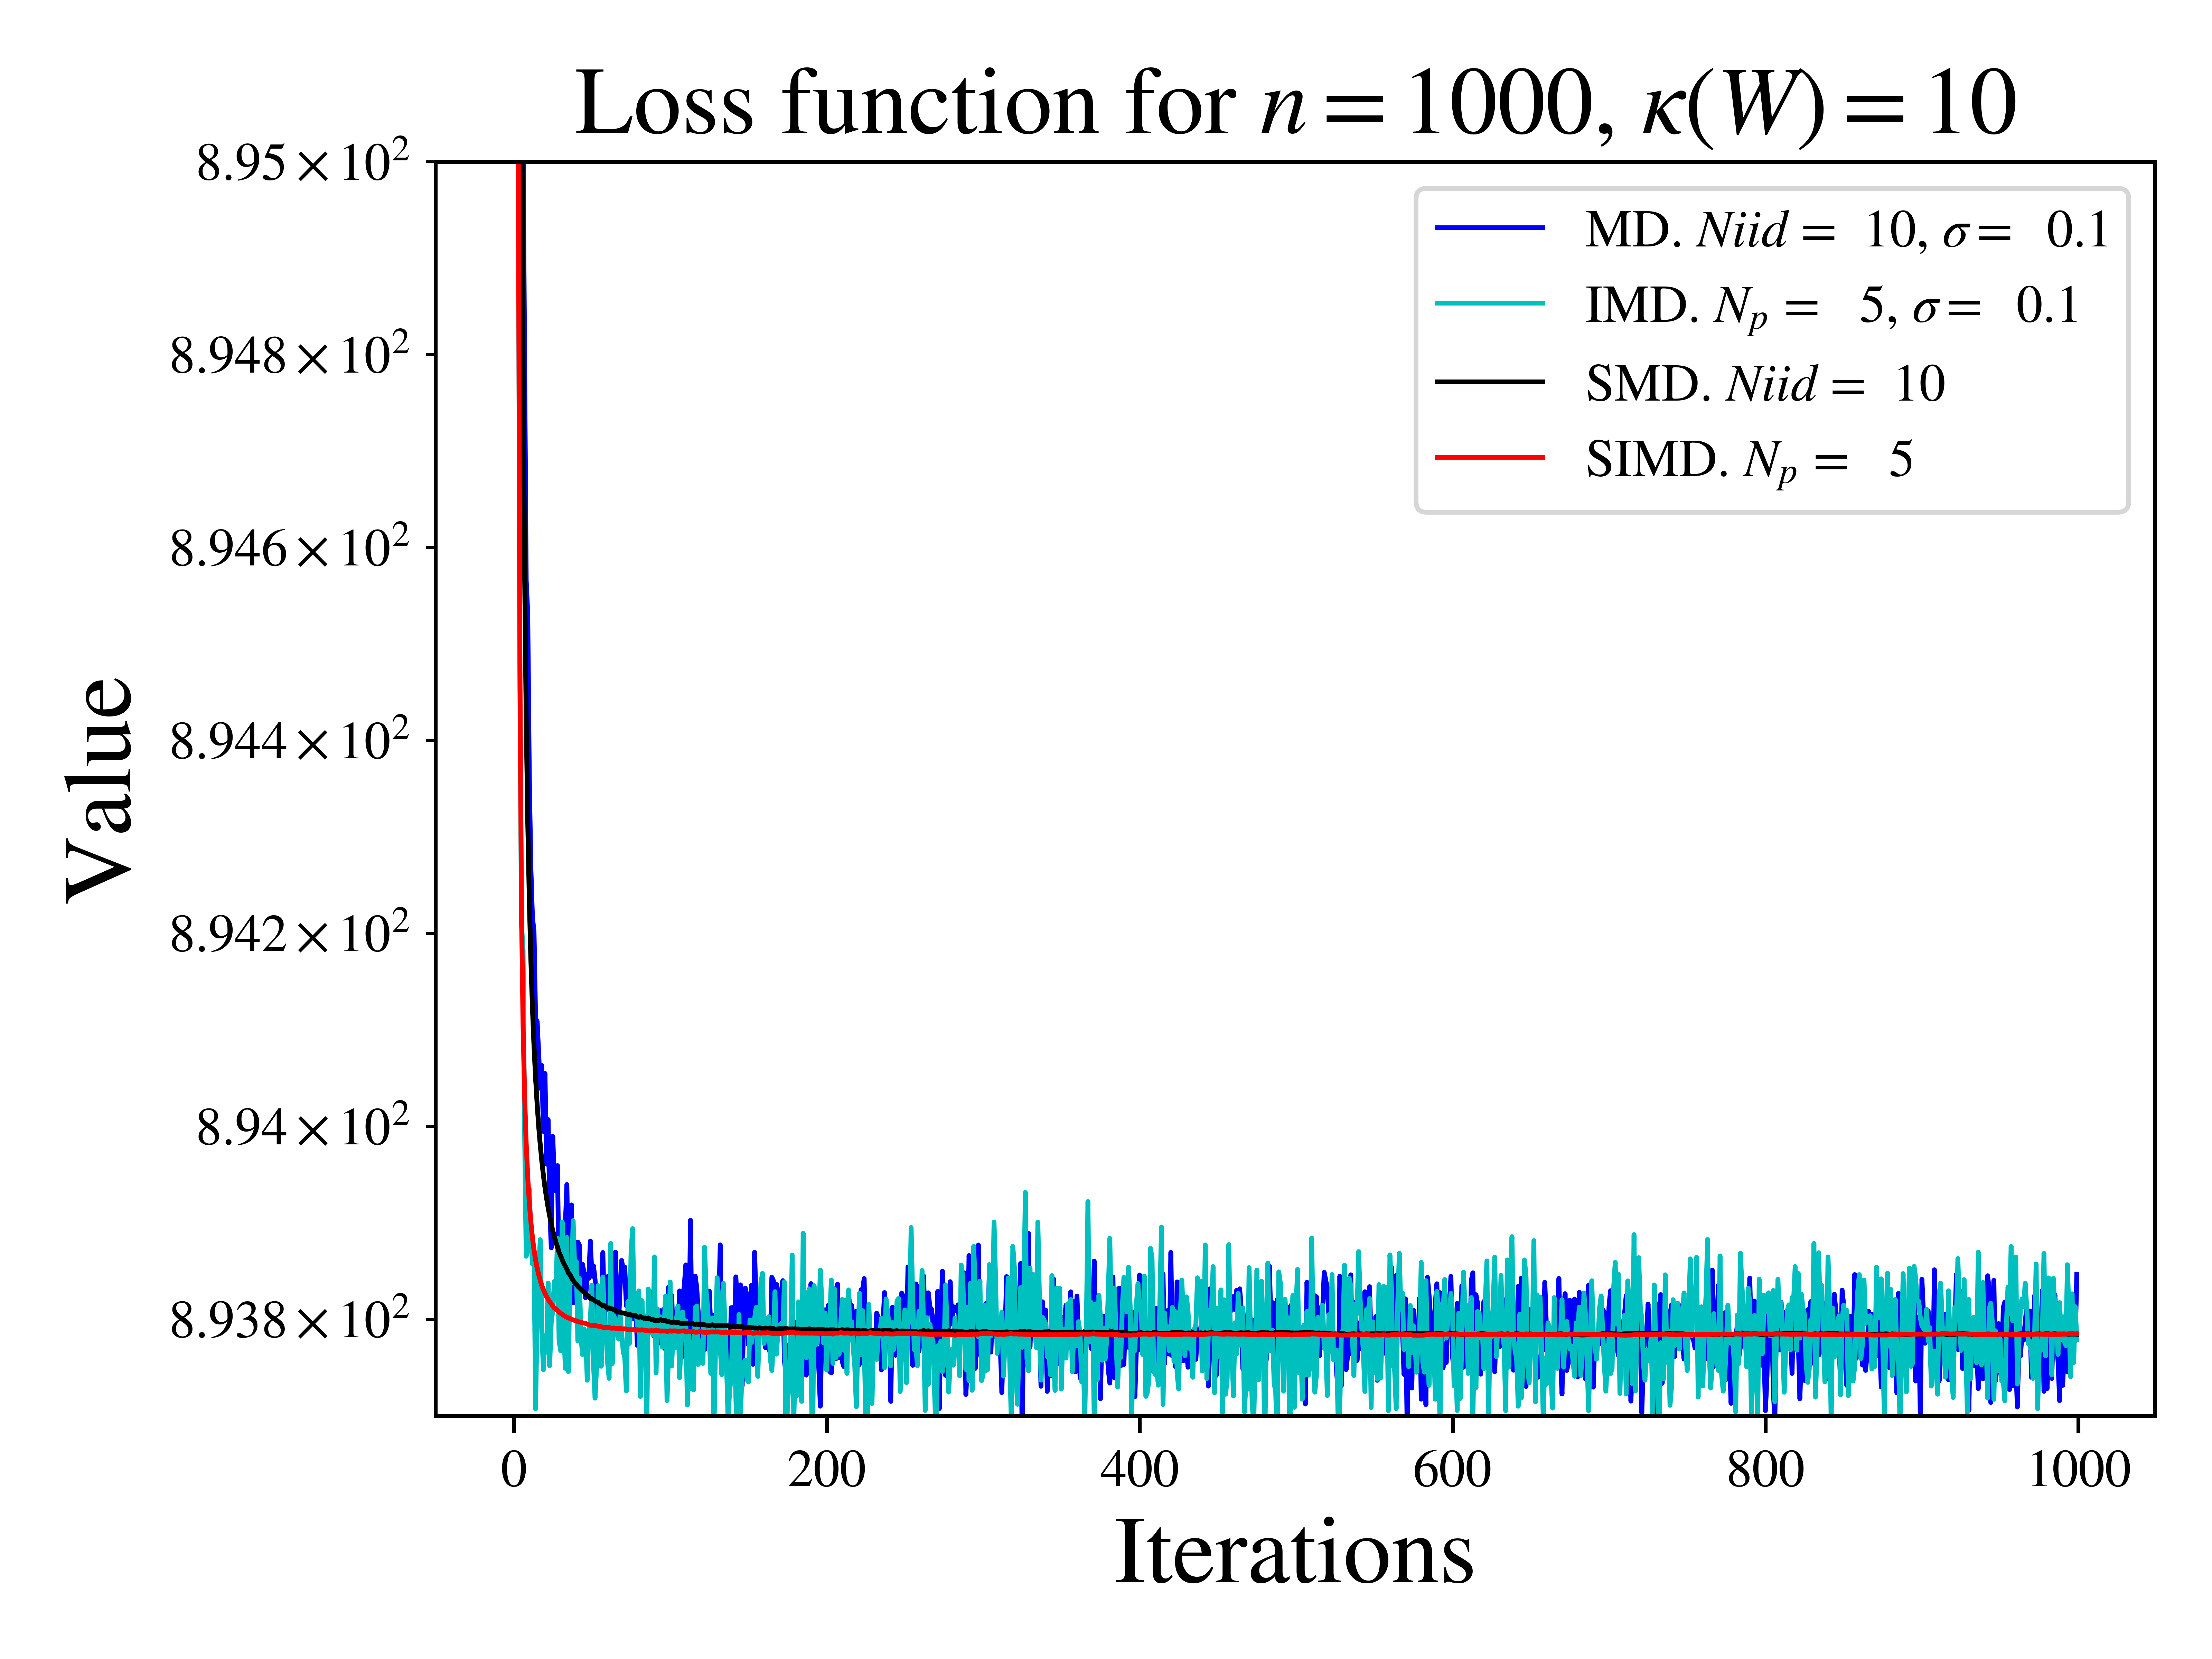 Loss function for n = 1000, κ(W) = 10
8.95 × 10²
8.948 × 10²
8.946 × 10²
8.944 × 10²
8.942 × 10²
8.94 × 10²
8.938 × 10²
Value
MD. Niid = 10, σ = 0.1
IMD. Nₚ = 5, σ = 0.1
SMD. Niid = 10
SIMD. Nₚ = 5
0 200 400 600 800 1000
Iterations